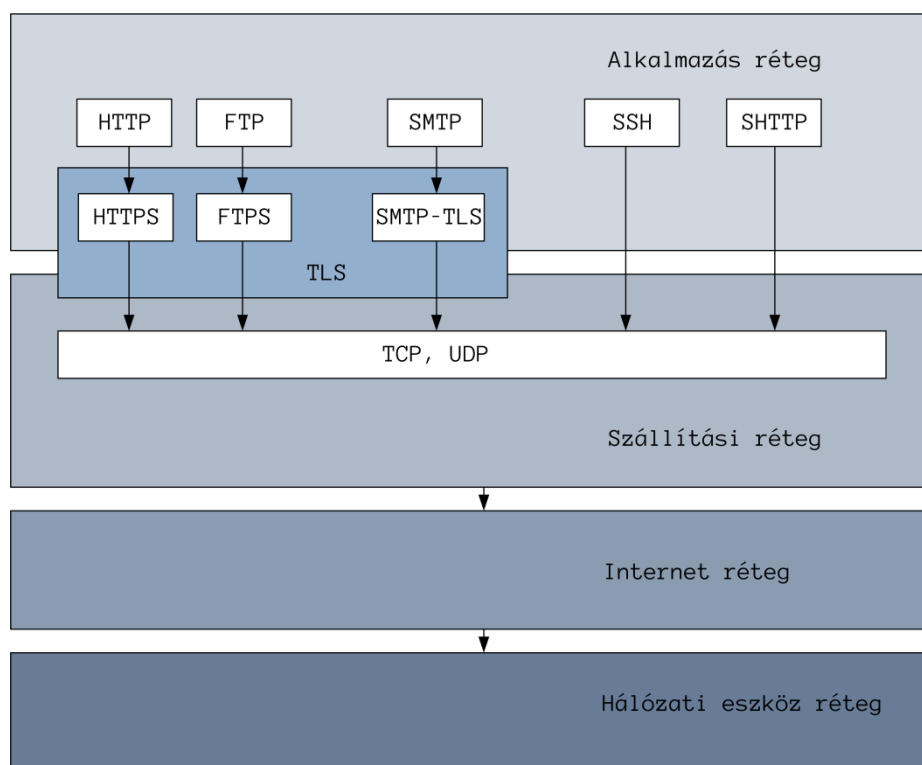 Alkalmazás réteg
HTTP FTP SMTP SSH SHTTP
HTTPS FTPS SMTP-TLS
TLS
TCP, UDP
Szállítási réteg
Internet réteg
Hálózati eszköz réteg